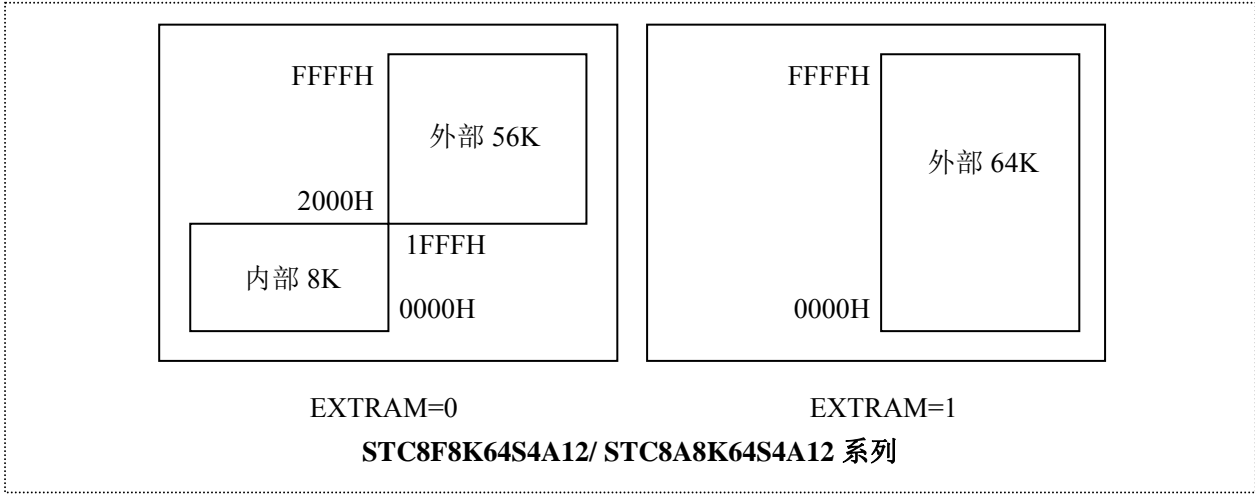 FFFFH
外部 56K
2000H
1FFFH
内部 8K
0000H
FFFFH
外部 64K
0000H
EXTRAM=0
EXTRAM=1
STC8F8K64S4A12/ STC8A8K64S4A12 系列